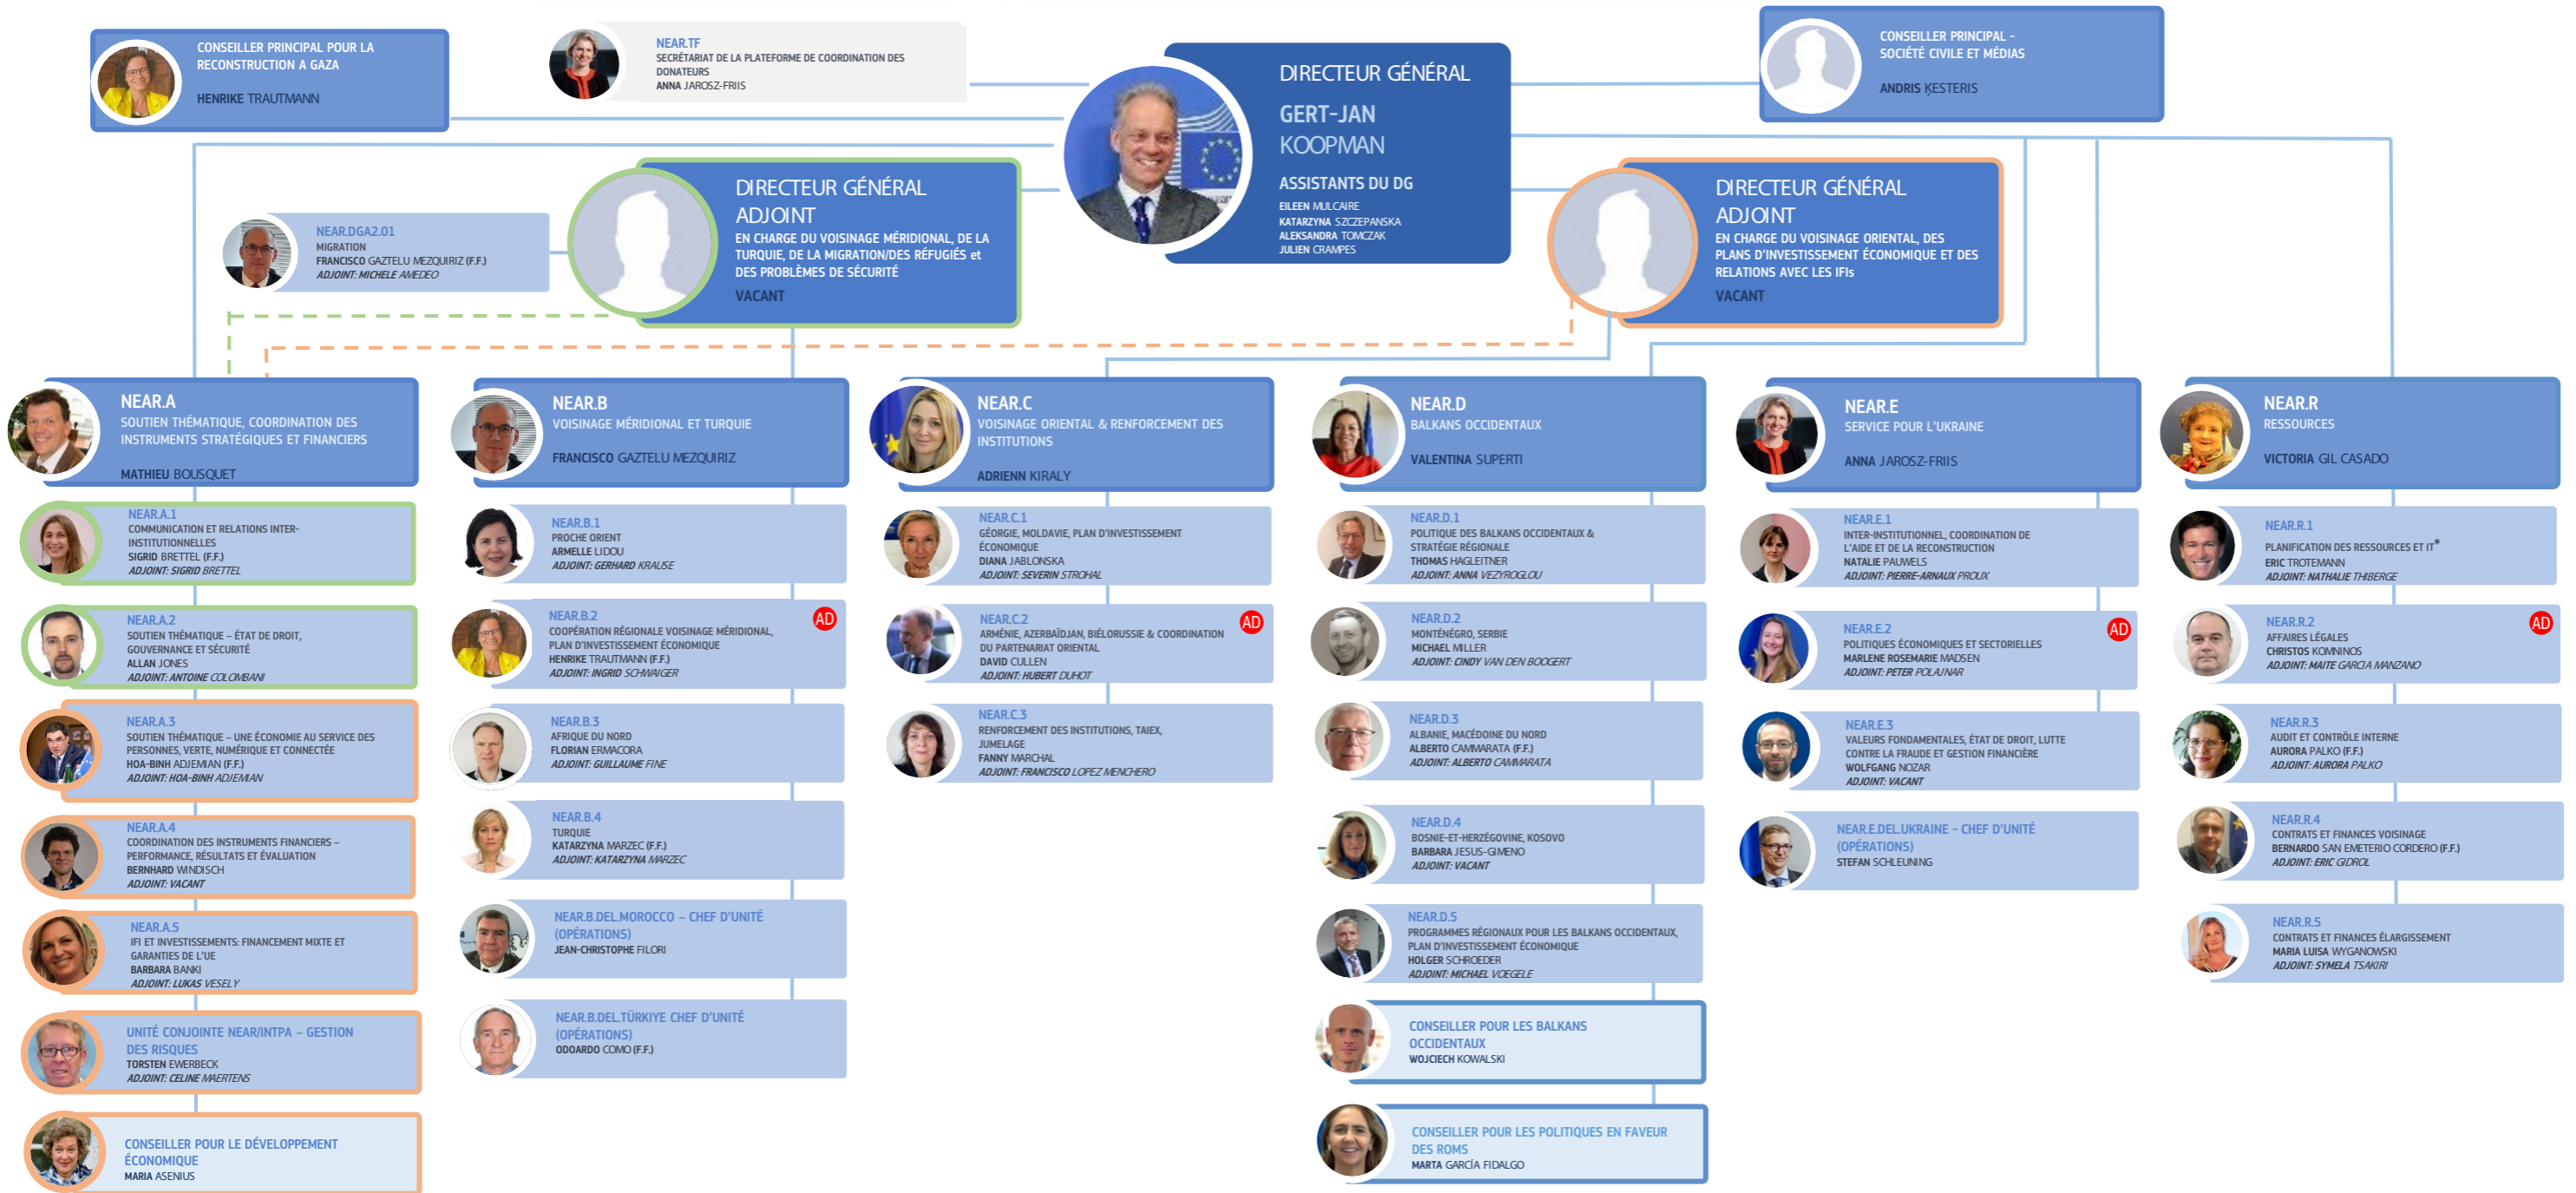 CONSEILLER PRINCIPAL POUR LA
RECONSTRUCTION A GAZA
HENRIKE TRAUTMANN
NEAR.TF
SECRÉTARIAT DE LA PLATEFORME DE COORDINATION DES
DONATEURS
ANNA JAROSZ-FRIIS
DIRECTEUR GÉNÉRAL
GERT-JAN
KOOPMAN
ASSISTANTS DU DG
EILEEN MULCAIRE
KATARZYNA SZCZEPANSKA
ALEKSANDRA TOMCZAK
JULIEN CRAMPES
CONSEILLER PRINCIPAL -
SOCIÉTÉ CIVILE ET MÉDIAS
ANDRIS ĶESTERIS
NEAR.DGA2.01
MIGRATION
FRANCISCO GAZTELU MEZQUIRIZ (F.F.)
ADJOINT: MICHELE AMEDEO
DIRECTEUR GÉNÉRAL
ADJOINT
EN CHARGE DU VOISINAGE MÉRIDIONAL, DE LA
TURQUIE, DE LA MIGRATION/DES RÉFUGIÉS et
DES PROBLÈMES DE SÉCURITÉ
VACANT
DIRECTEUR GÉNÉRAL
ADJOINT
EN CHARGE DU VOISINAGE ORIENTAL, DES
PLANS D'INVESTISSEMENT ÉCONOMIQUE ET DES
RELATIONS AVEC LES IFIs
VACANT
NEAR.A
SOUTIEN THÉMATIQUE, COORDINATION DES
INSTRUMENTS STRATÉGIQUES ET FINANCIERS
MATHIEU BOUSQUET
NEAR.A.1
COMMUNICATION ET RELATIONS INTER-
INSTITUTIONNELLES
SIGRID BRETTEL (F.F.)
ADJOINT: SIGRID BRETTEL
NEAR.A.2
SOUTIEN THÉMATIQUE – ÉTAT DE DROIT,
GOUVERNANCE ET SÉCURITÉ
ALLAN JONES
ADJOINT: ANTOINE COLOMBANI
NEAR.A.3
SOUTIEN THÉMATIQUE – UNE ÉCONOMIE AU SERVICE DES
PERSONNES, VERTE, NUMÉRIQUE ET CONNECTÉE
HOA-BINH ADJEMIAN (F.F.)
ADJOINT: HOA-BINH ADJEMIAN
NEAR.A.4
COORDINATION DES INSTRUMENTS FINANCIERS –
PERFORMANCE, RÉSULTATS ET ÉVALUATION
BERNHARD WINDISCH
ADJOINT: VACANT
NEAR.A.5
IFI ET INVESTISSEMENTS: FINANCEMENT MIXTE ET
GARANTIES DE L'UE
BARBARA BANKI
ADJOINT: LUKAS VESELY
UNITÉ CONJOINTE NEAR/INTPA – GESTION
DES RISQUES
TORSTEN EWERBECK
ADJOINT: CELINE MAERTENS
CONSEILLER POUR LE DÉVELOPPEMENT
ÉCONOMIQUE
MARIA ASENIUS
NEAR.B
VOISINAGE MÉRIDIONAL ET TURQUIE
FRANCISCO GAZTELU MEZQUIRIZ
NEAR.B.1
PROCHE ORIENT
ARMELLE LIDOU
ADJOINT: GERHARD KRAUSE
NEAR.B.2
AD
COOPÉRATION RÉGIONALE VOISINAGE MÉRIDIONAL,
PLAN D'INVESTISSEMENT ÉCONOMIQUE
HENRIKE TRAUTMANN (F.F.)
ADJOINT: INGRID SCHWAIGER
NEAR.B.3
AFRIQUE DU NORD
FLORIAN ERMACORA
ADJOINT: GUILLAUME FINE
NEAR.B.4
TURQUIE
KATARZYNA MARZEC (F.F.)
ADJOINT: KATARZYNA MARZEC
NEAR.B.DEL.MOROCCO – CHEF D'UNITÉ
(OPÉRATIONS)
JEAN-CHRISTOPHE FILORI
NEAR.B.DEL.TÜRKIYE CHEF D'UNITÉ
(OPÉRATIONS)
ODOARDO COMO (F.F.)
NEAR.C
VOISINAGE ORIENTAL & RENFORCEMENT DES
INSTITUTIONS
ADRIENN KIRALY
NEAR.C.1
GÉORGIE, MOLDAVIE, PLAN D'INVESTISSEMENT
ÉCONOMIQUE
DIANA JABLONSKA
ADJOINT: SEVERIN STROHAL
NEAR.C.2
AD
ARMÉNIE, AZERBAÏDJAN, BIÉLORUSSIE & COORDINATION
DU PARTENARIAT ORIENTAL
DAVID CULLEN
ADJOINT: HUBERT DUHOT
NEAR.C.3
RENFORCEMENT DES INSTITUTIONS, TAIEX,
JUMELAGE
FANNY MARCHAL
ADJOINT: FRANCISCO LOPEZ MENCHERO
NEAR.D
BALKANS OCCIDENTAUX
VALENTINA SUPERTI
NEAR.D.1
POLITIQUE DES BALKANS OCCIDENTAUX &
STRATÉGIE RÉGIONALE
THOMAS HAGLEITNER
ADJOINT: ANNA VEZYROGLOU
NEAR.D.2
MONTÉNÉGRO, SERBIE
MICHAEL MILLER
ADJOINT: CINDY VAN DEN BOOGERT
NEAR.D.3
ALBANIE, MACÉDOINE DU NORD
ALBERTO CAMMARATA (F.F.)
ADJOINT: ALBERTO CAMMARATA
NEAR.D.4
BOSNIE-ET-HERZÉGOVINE, KOSOVO
BARBARA JESUS-GIMENO
ADJOINT: VACANT
NEAR.D.5
PROGRAMMES RÉGIONAUX POUR LES BALKANS OCCIDENTAUX,
PLAN D'INVESTISSEMENT ÉCONOMIQUE
HOLGER SCHROEDER
ADJOINT: MICHAEL VOEGELE
CONSEILLER POUR LES BALKANS
OCCIDENTAUX
WOJCIECH KOWALSKI
CONSEILLER POUR LES POLITIQUES EN FAVEUR
DES ROMS
MARTA GARCÍA FIDALGO
NEAR.E
SERVICE POUR L'UKRAINE
ANNA JAROSZ-FRIIS
NEAR.E.1
INTER-INSTITUTIONNEL, COORDINATION DE
L'AIDE ET DE LA RECONSTRUCTION
NATALIE PAUWELS
ADJOINT: PIERRE-ARNAUX PROUX
NEAR.E.2
AD
POLITIQUES ÉCONOMIQUES ET SECTORIELLES
MARLENE ROSEMARIE MADSEN
ADJOINT: PETER POLAJNAR
NEAR.E.3
VALEURS FONDAMENTALES, ÉTAT DE DROIT, LUTTE
CONTRE LA FRAUDE ET GESTION FINANCIÈRE
WOLFGANG NOZAR
ADJOINT: VACANT
NEAR.E.DEL.UKRAINE - CHEF D'UNITÉ
(OPÉRATIONS)
STEFAN SCHLEUNING
NEAR.R
RESSOURCES
VICTORIA GIL CASADO
NEAR.R.1
PLANIFICATION DES RESSOURCES ET IT*
ERIC TROTEMANN
ADJOINT: NATHALIE THIBERGE
NEAR.R.2
AD
AFFAIRES LÉGALES
CHRISTOS KOMNINOS
ADJOINT: MAITE GARCIA MANZANO
NEAR.R.3
AUDIT ET CONTRÔLE INTERNE
AURORA PALKO (F.F.)
ADJOINT: AURORA PALKO
NEAR.R.4
CONTRATS ET FINANCES VOISINAGE
BERNARDO SAN EMETERIO CORDERO (F.F.)
ADJOINT: ERIC GIDROL
NEAR.R.5
CONTRATS ET FINANCES ÉLARGISSEMENT
MARIA LUISA WYGANOWSKI
ADJOINT: SYMELA TSAKIRI